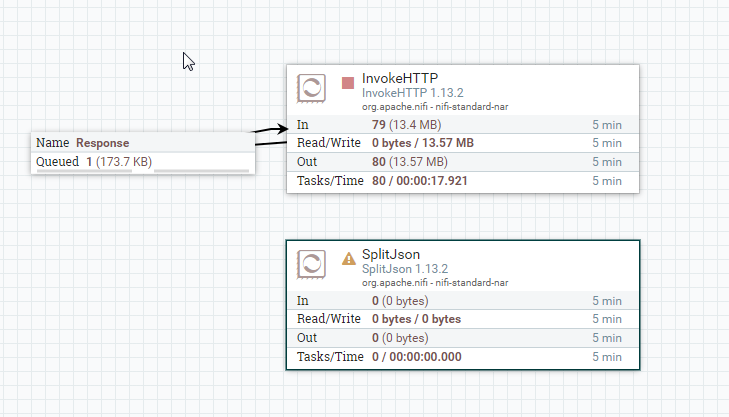 InvokeHTTP
InvokeHTTP 1.13.2
org.apache.nifi - nifi-standard-nar
In 79 (13.4 MB) 5 min
Read/Write 0 bytes / 13.57 MB 5 min
Out 80 (13.57 MB) 5 min
Tasks/Time 80 / 00:00:17.921 5 min
Name Response
Queued 1 (173.7 KB)
SplitJson
SplitJson 1.13.2
org.apache.nifi - nifi-standard-nar
In 0 (0 bytes) 5 min
Read/Write 0 bytes / 0 bytes 5 min
Out 0 (0 bytes) 5 min
Tasks/Time 0 / 00:00:00.000 5 min